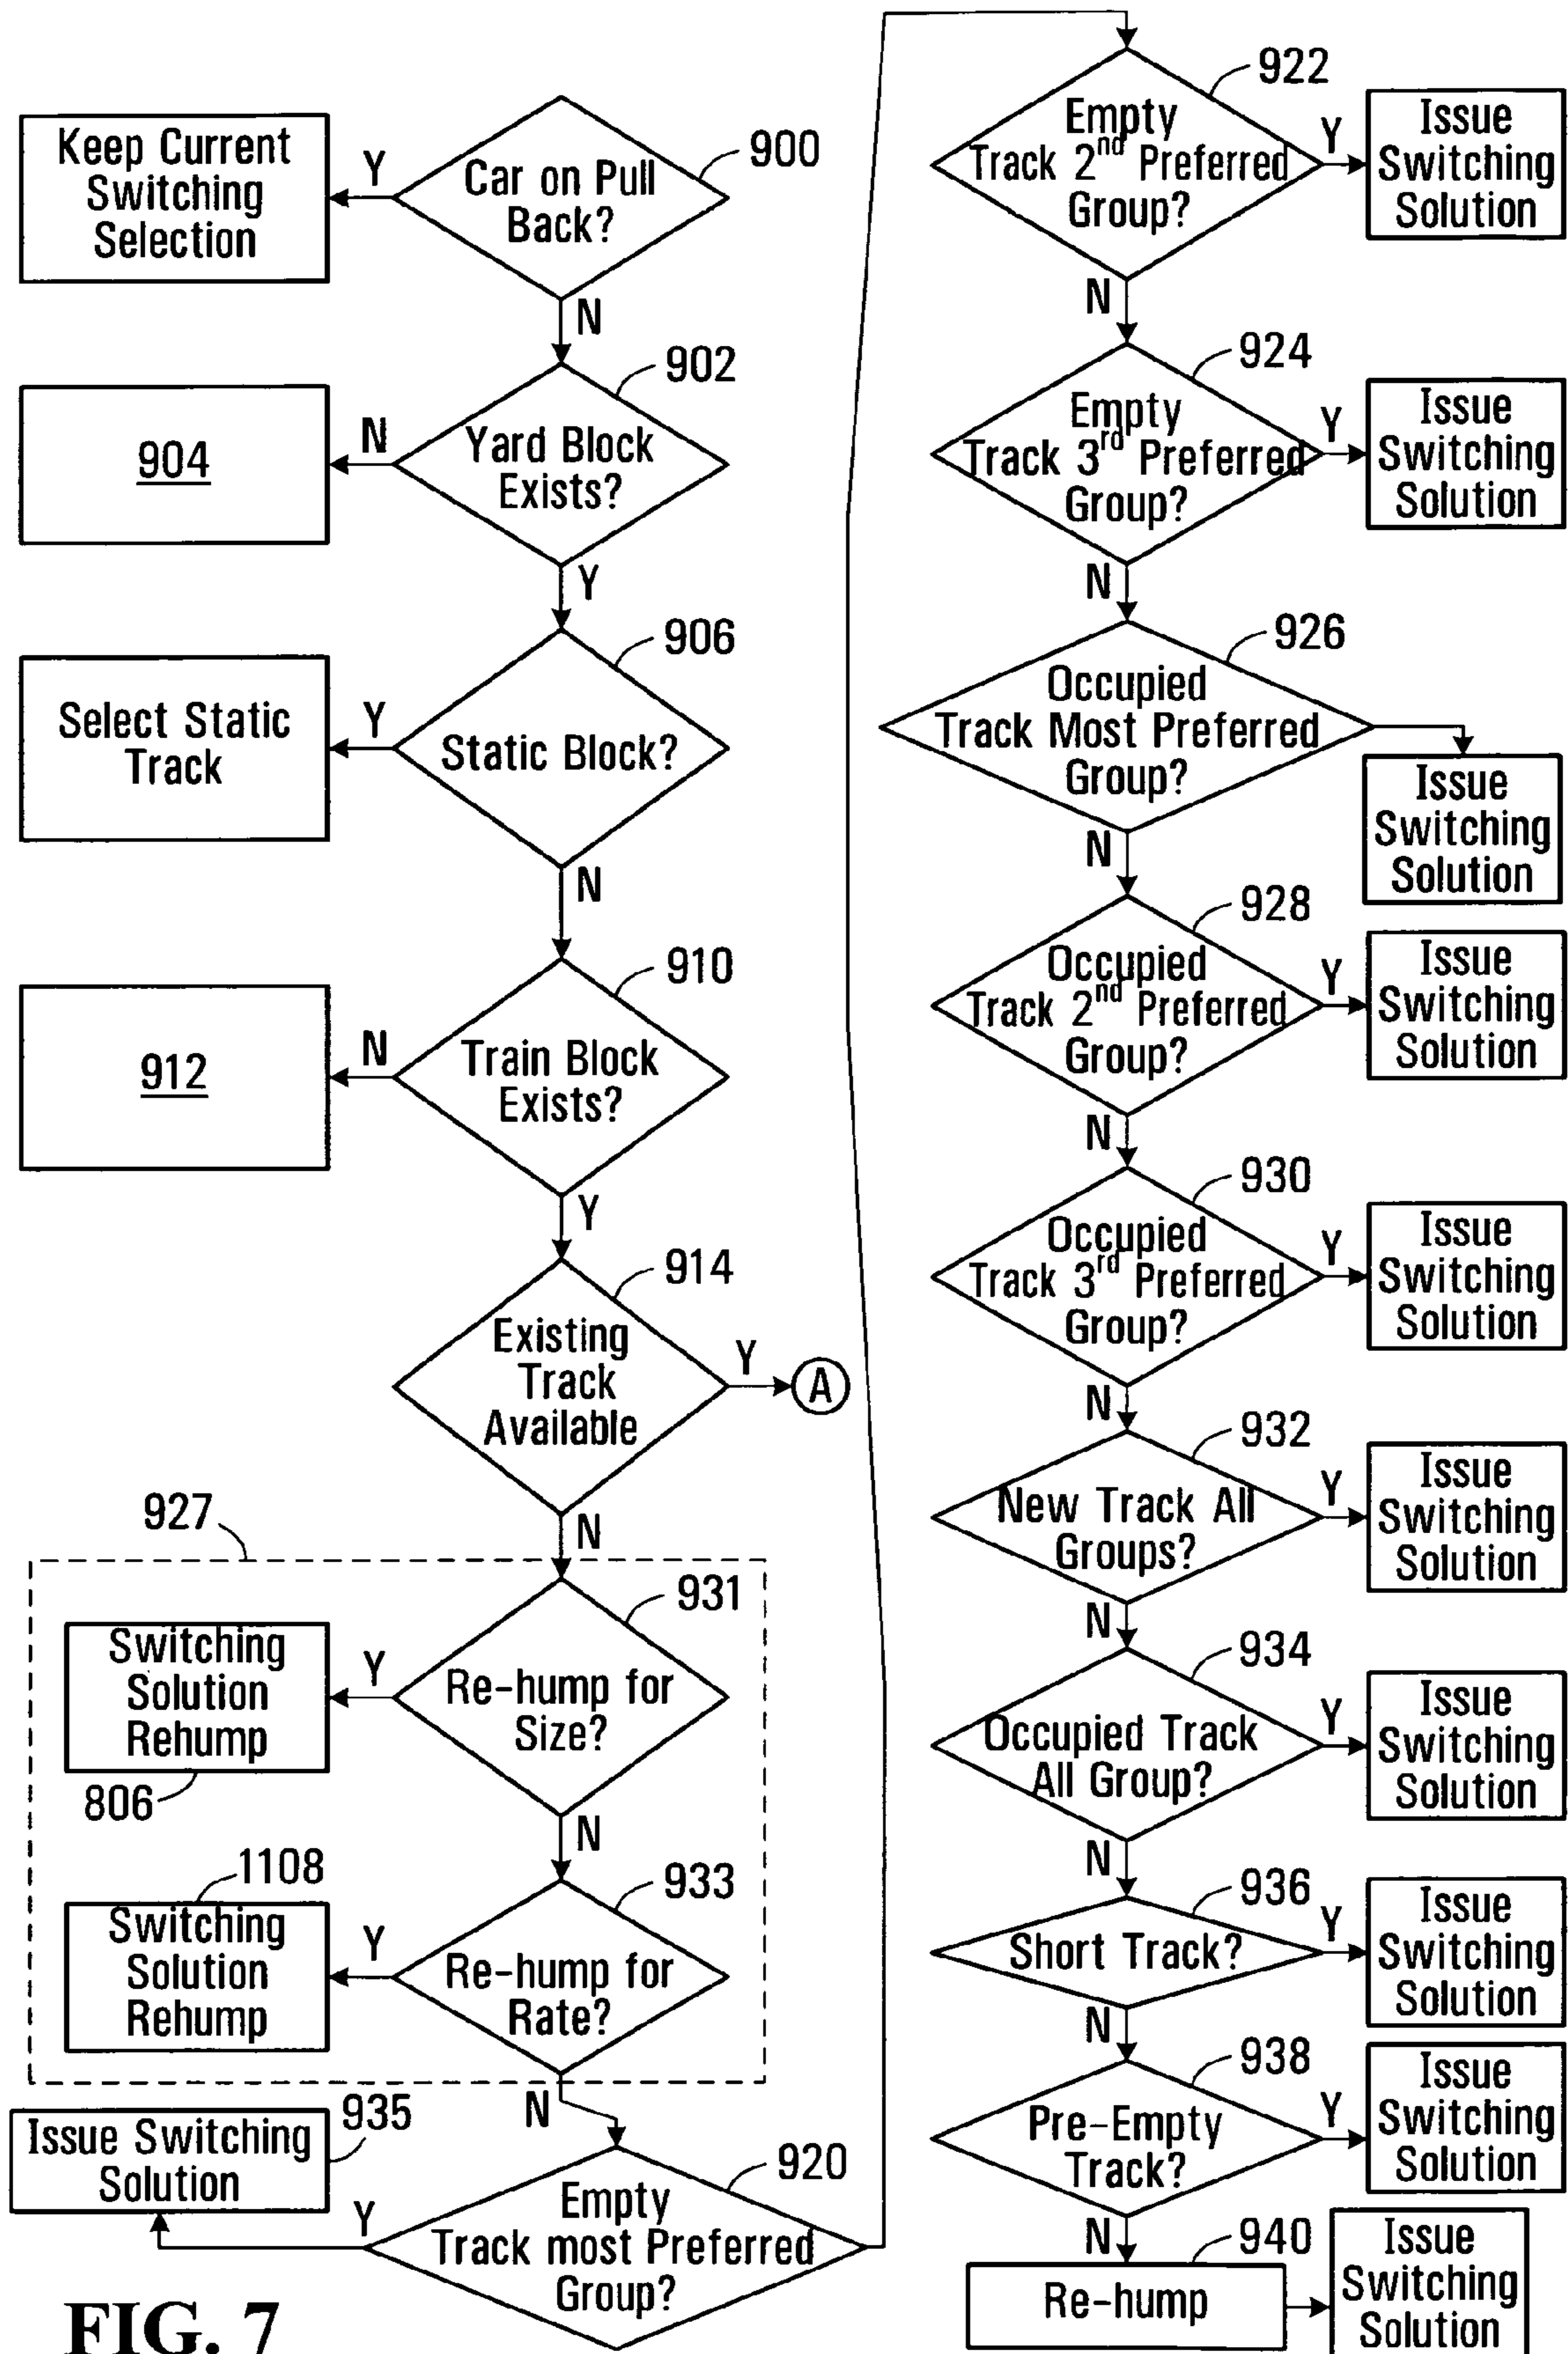 Keep Current
Switching
Selection
Y
Car on Pull
Back?
900
N
904
N
Yard Block
Exists?
902
Y
Select Static
Track
Y
Static Block?
906
N
912
N
Train Block
Exists?
910
Y
Existing
Track
Available
914
Y
A
N
927
Switching
Solution
Rehump
806
Y
Re-hump for
Size?
931
N
1108
Switching
Solution
Rehump
Y
Re-hump for
Rate?
933
N
Issue Switching
Solution
935
Y
Empty
Track most Preferred
Group?
920
Empty
Track 2nd Preferred
Group?
922
Y
Issue
Switching
Solution
N
Empty
Track 3rd Preferred
Group?
924
Y
Issue
Switching
Solution
N
Occupied
Track Most Preferred
Group?
926
Issue
Switching
Solution
N
Occupied
Track 2nd Preferred
Group?
928
Y
Issue
Switching
Solution
N
Occupied
Track 3rd Preferred
Group?
930
Y
Issue
Switching
Solution
N
New Track All
Groups?
932
Y
Issue
Switching
Solution
N
Occupied Track
All Group?
934
Y
Issue
Switching
Solution
N
Short Track?
936
Y
Issue
Switching
Solution
N
Pre-Empty
Track?
938
Y
Issue
Switching
Solution
N
Re-hump
940
Issue
Switching
Solution
FIG. 7